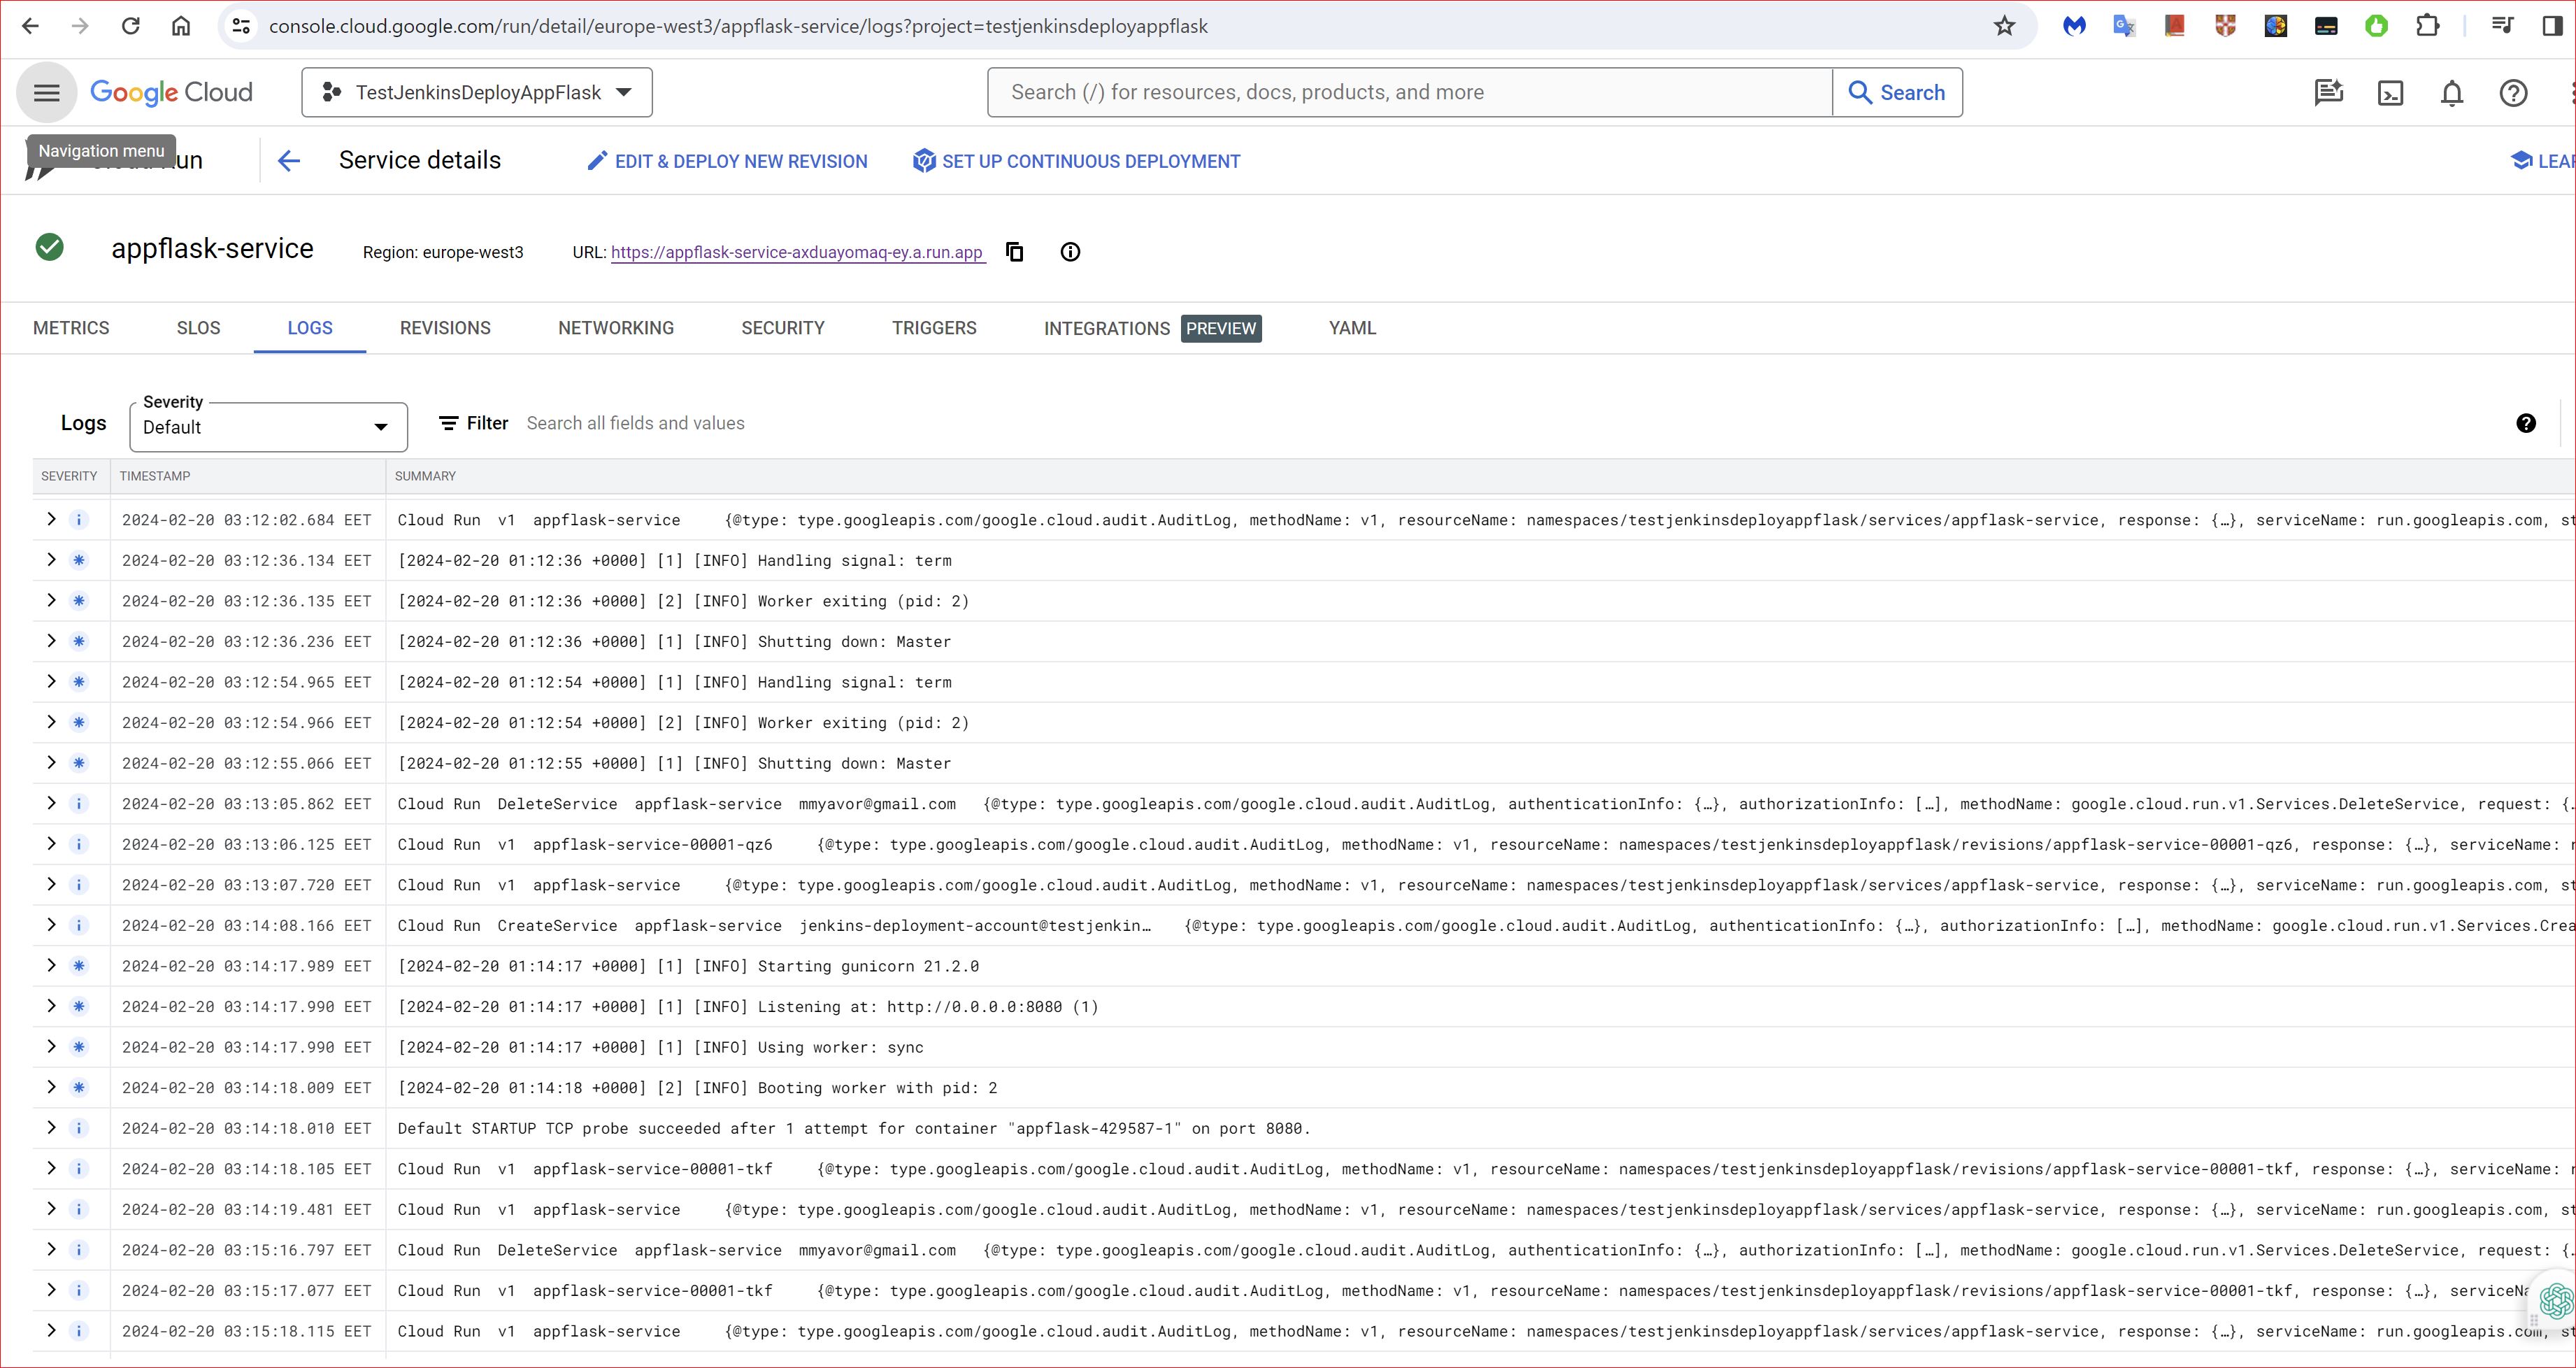 console.cloud.google.com/run/detail/europe-west3/appflask-service/logs?project=testjenkinsdeployappflask
Google Cloud TestJenkinsDeployAppFlask Search (/) for resources, docs, products, and more Search
Navigation menu
Service details EDIT & DEPLOY NEW REVISION SET UP CONTINUOUS DEPLOYMENT
appflask-service Region: europe-west3 URL: https://appflask-service-axduayomaq-ey.a.run.app
METRICS SLOS LOGS REVISIONS NETWORKING SECURITY TRIGGERS INTEGRATIONS PREVIEW YAML
Severity
Logs Default Filter Search all fields and values
SEVERITY TIMESTAMP SUMMARY
2024-02-20 03:12:02.684 EET Cloud Run v1 appflask-service {@type: type.googleapis.com/google.cloud.audit.AuditLog, methodName: v1, resourceName: namespaces/testjenkinsdeployappflask/services/appflask-service, response: {…}, serviceName: run.googleapis.com, st
2024-02-20 03:12:36.134 EET [2024-02-20 01:12:36 +0000] [1] [INFO] Handling signal: term
2024-02-20 03:12:36.135 EET [2024-02-20 01:12:36 +0000] [2] [INFO] Worker exiting (pid: 2)
2024-02-20 03:12:36.236 EET [2024-02-20 01:12:36 +0000] [1] [INFO] Shutting down: Master
2024-02-20 03:12:54.965 EET [2024-02-20 01:12:54 +0000] [1] [INFO] Handling signal: term
2024-02-20 03:12:54.966 EET [2024-02-20 01:12:54 +0000] [2] [INFO] Worker exiting (pid: 2)
2024-02-20 03:12:55.066 EET [2024-02-20 01:12:55 +0000] [1] [INFO] Shutting down: Master
2024-02-20 03:13:05.862 EET Cloud Run DeleteService appflask-service mmyavor@gmail.com {@type: type.googleapis.com/google.cloud.audit.AuditLog, authenticationInfo: {…}, authorizationInfo: […], methodName: google.cloud.run.v1.Services.DeleteService, request: {…
2024-02-20 03:13:06.125 EET Cloud Run v1 appflask-service-00001-qz6 {@type: type.googleapis.com/google.cloud.audit.AuditLog, methodName: v1, resourceName: namespaces/testjenkinsdeployappflask/revisions/appflask-service-00001-qz6, response: {…}, serviceName: r
2024-02-20 03:13:07.720 EET Cloud Run v1 appflask-service {@type: type.googleapis.com/google.cloud.audit.AuditLog, methodName: v1, resourceName: namespaces/testjenkinsdeployappflask/services/appflask-service, response: {…}, serviceName: run.googleapis.com, st
2024-02-20 03:14:08.166 EET Cloud Run CreateService appflask-service jenkins-deployment-account@testjenkin… {@type: type.googleapis.com/google.cloud.audit.AuditLog, authenticationInfo: {…}, authorizationInfo: […], methodName: google.cloud.run.v1.Services.Crea
2024-02-20 03:14:17.989 EET [2024-02-20 01:14:17 +0000] [1] [INFO] Starting gunicorn 21.2.0
2024-02-20 03:14:17.990 EET [2024-02-20 01:14:17 +0000] [1] [INFO] Listening at: http://0.0.0.0:8080 (1)
2024-02-20 03:14:17.990 EET [2024-02-20 01:14:17 +0000] [1] [INFO] Using worker: sync
2024-02-20 03:14:18.009 EET [2024-02-20 01:14:18 +0000] [2] [INFO] Booting worker with pid: 2
2024-02-20 03:14:18.010 EET Default STARTUP TCP probe succeeded after 1 attempt for container "appflask-429587-1" on port 8080.
2024-02-20 03:14:18.105 EET Cloud Run v1 appflask-service-00001-tkf {@type: type.googleapis.com/google.cloud.audit.AuditLog, methodName: v1, resourceName: namespaces/testjenkinsdeployappflask/revisions/appflask-service-00001-tkf, response: {…}, serviceName: r
2024-02-20 03:14:19.481 EET Cloud Run v1 appflask-service {@type: type.googleapis.com/google.cloud.audit.AuditLog, methodName: v1, resourceName: namespaces/testjenkinsdeployappflask/services/appflask-service, response: {…}, serviceName: run.googleapis.com, st
2024-02-20 03:15:16.797 EET Cloud Run DeleteService appflask-service mmyavor@gmail.com {@type: type.googleapis.com/google.cloud.audit.AuditLog, authenticationInfo: {…}, authorizationInfo: […], methodName: google.cloud.run.v1.Services.DeleteService, request: {…
2024-02-20 03:15:17.077 EET Cloud Run v1 appflask-service-00001-tkf {@type: type.googleapis.com/google.cloud.audit.AuditLog, methodName: v1, resourceName: namespaces/testjenkinsdeployappflask/revisions/appflask-service-00001-tkf, response: {…}, serviceNa
2024-02-20 03:15:18.115 EET Cloud Run v1 appflask-service {@type: type.googleapis.com/google.cloud.audit.AuditLog, methodName: v1, resourceName: namespaces/testjenkinsdeployappflask/services/appflask-service, response: {…}, serviceName: run.googleapis.com, st